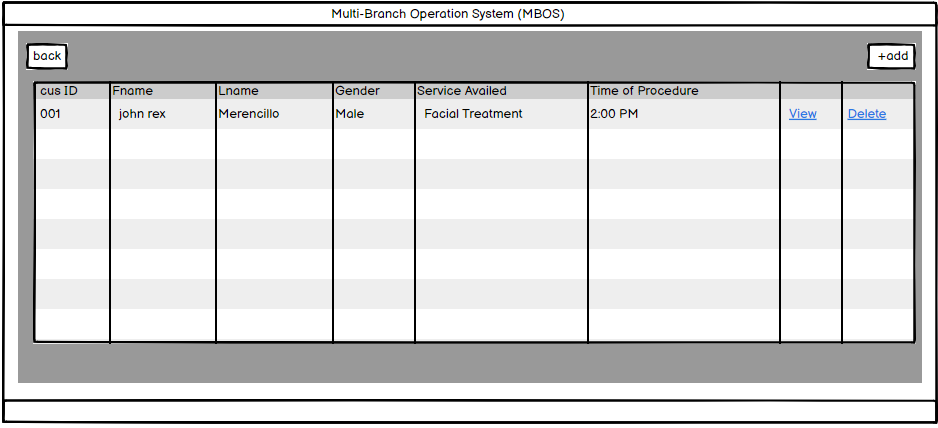 Multi-Branch Operation System (MBOS)
back +add
cus ID Fname Lname Gender Service Availed Time of Procedure
001 john rex Merencillo Male Facial Treatment 2:00 PM View Delete